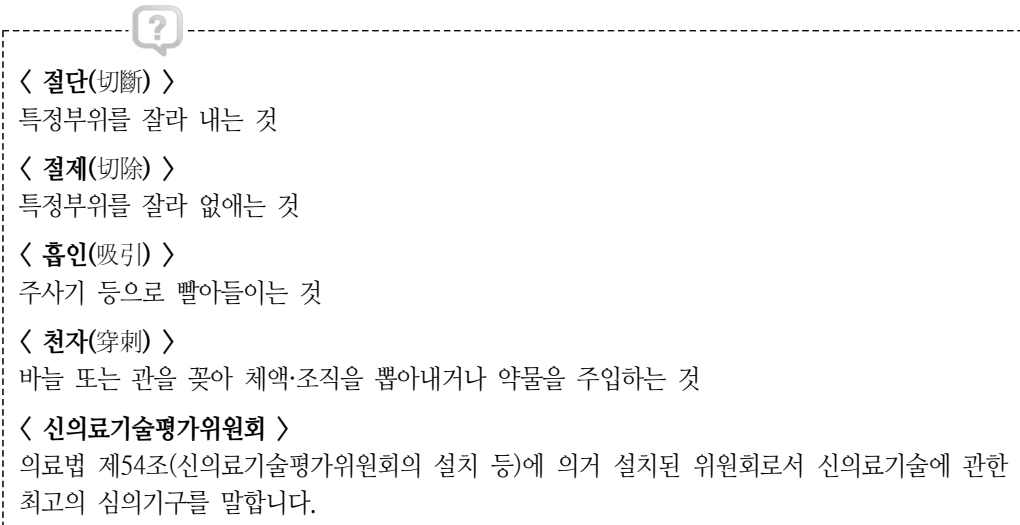 ?
〈 절단(切斷) 〉
특정부위를 잘라 내는 것
〈 절제(切除) 〉
특정부위를 잘라 없애는 것
〈 흡인(吸引) 〉
주사기 등으로 빨아들이는 것
〈 천자(穿刺) 〉
바늘 또는 관을 꽂아 체액·조직을 뽑아내거나 약물을 주입하는 것
〈 신의료기술평가위원회 〉
의료법 제54조(신의료기술평가위원회의 설치 등)에 의거 설치된 위원회로서 신의료기술에 관한
최고의 심의기구를 말합니다.